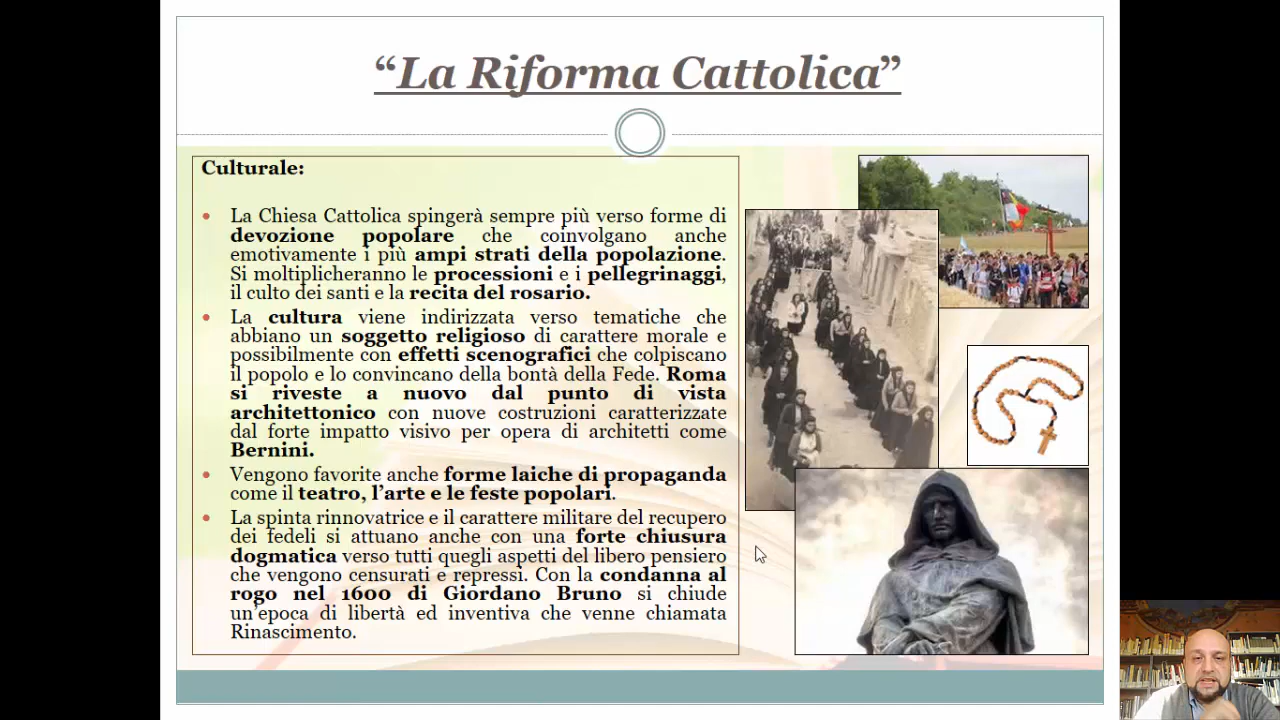 “La Riforma Cattolica”
Culturale:
• La Chiesa Cattolica spingerà sempre più verso forme di
devozione popolare che coinvolgano anche
emotivamente i più ampi strati della popolazione.
Si moltiplicheranno le processioni e i pellegrinaggi,
il culto dei santi e la recita del rosario.
• La cultura viene indirizzata verso tematiche che
abbiano un soggetto religioso di carattere morale e
possibilmente con effetti scenografici che colpiscano
il popolo e lo convincano della bontà della Fede. Roma
si riveste a nuovo dal punto di vista
architettonico con nuove costruzioni caratterizzate
dal forte impatto visivo per opera di architetti come
Bernini.
• Vengono favorite anche forme laiche di propaganda
come il teatro, l’arte e le feste popolari.
• La spinta rinnovatrice e il carattere militare del recupero
dei fedeli si attuano anche con una forte chiusura
dogmatica verso tutti quegli aspetti del libero pensiero
che vengono censurati e repressi. Con la condanna al
rogo nel 1600 di Giordano Bruno si chiude
un’epoca di libertà ed inventiva che venne chiamata
Rinascimento.